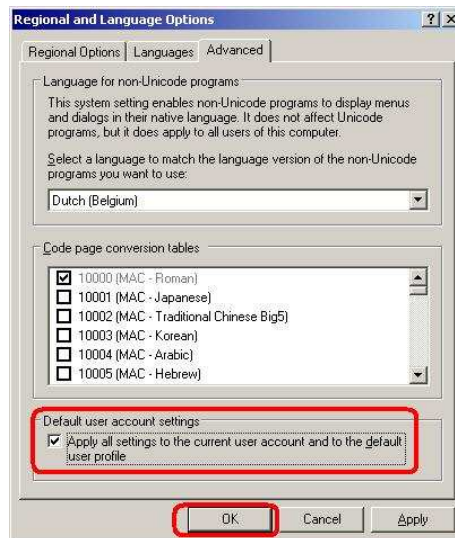 Regional and Language Options
Regional Options Languages Advanced
Language for non-Unicode programs
This system setting enables non-Unicode programs to display menus
and dialogs in their native language. It does not affect Unicode
programs, but it does apply to all users of this computer.
Select a language to match the language version of the non-Unicode
programs you want to use:
Dutch (Belgium)
Code page conversion tables
10000 (MAC - Roman)
10001 (MAC - Japanese)
10002 (MAC - Traditional Chinese Big5)
10003 (MAC - Korean)
10004 (MAC - Arabic)
10005 (MAC - Hebrew)
Default user account settings
Apply all settings to the current user account and to the default
user profile
OK Cancel Apply